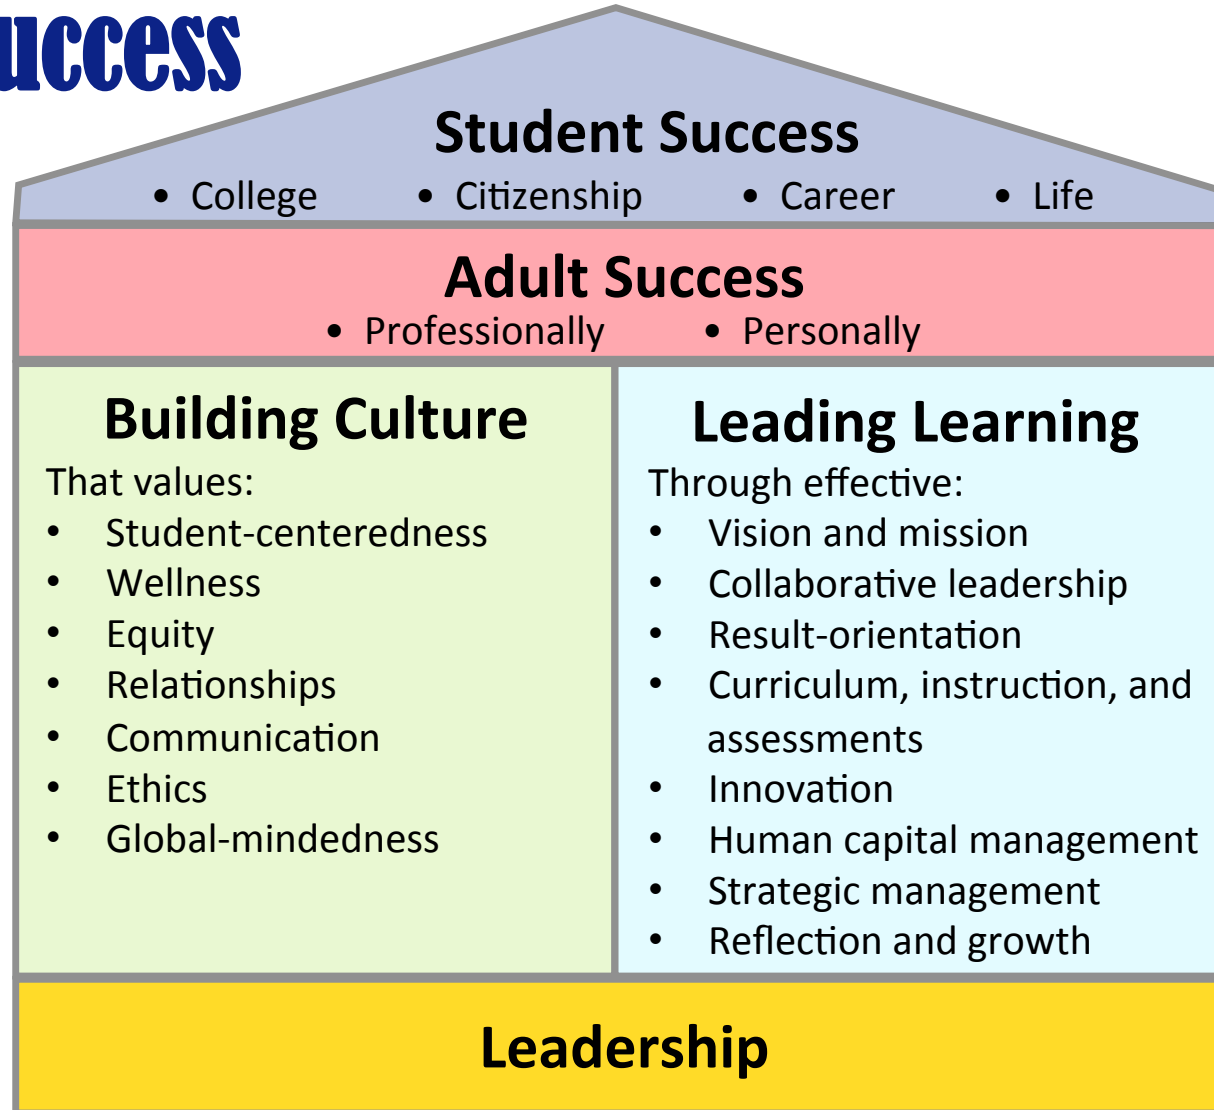 uccess
Student Success
• College • Citizenship • Career • Life
Adult Success
• Professionally • Personally
Building Culture
That values:
• Student-centeredness
• Wellness
• Equity
• Relationships
• Communication
• Ethics
• Global-mindedness
Leading Learning
Through effective:
• Vision and mission
• Collaborative leadership
• Result-orientation
• Curriculum, instruction, and
assessments
• Innovation
• Human capital management
• Strategic management
• Reflection and growth
Leadership